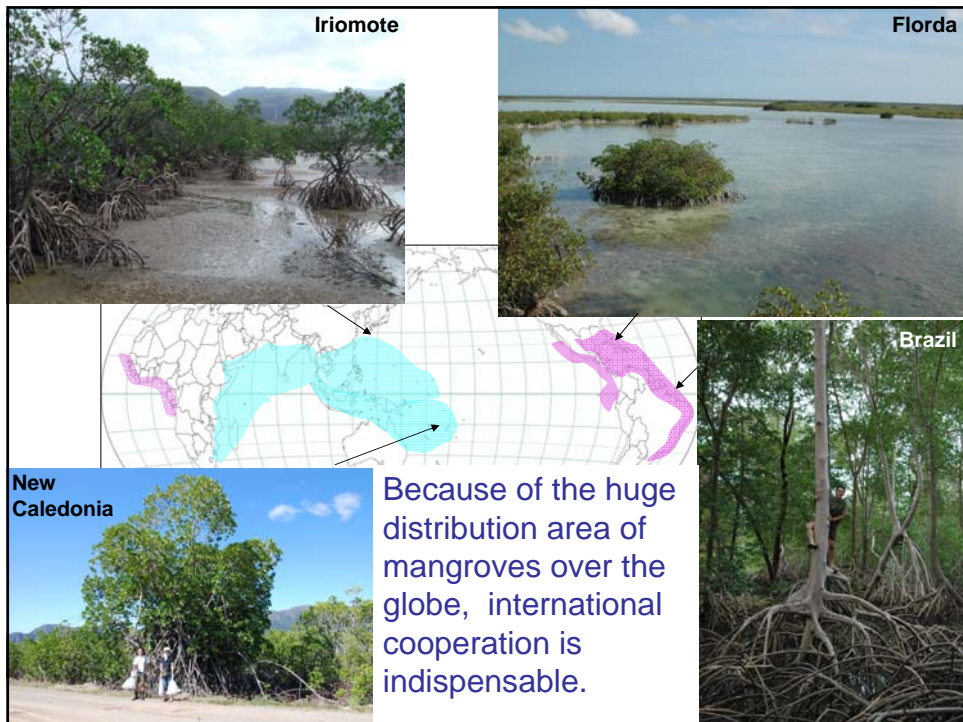 Iriomote
Florda
Brazil
New
Caledonia
Because of the huge
distribution area of
mangroves over the
globe, international
cooperation is
indispensable.